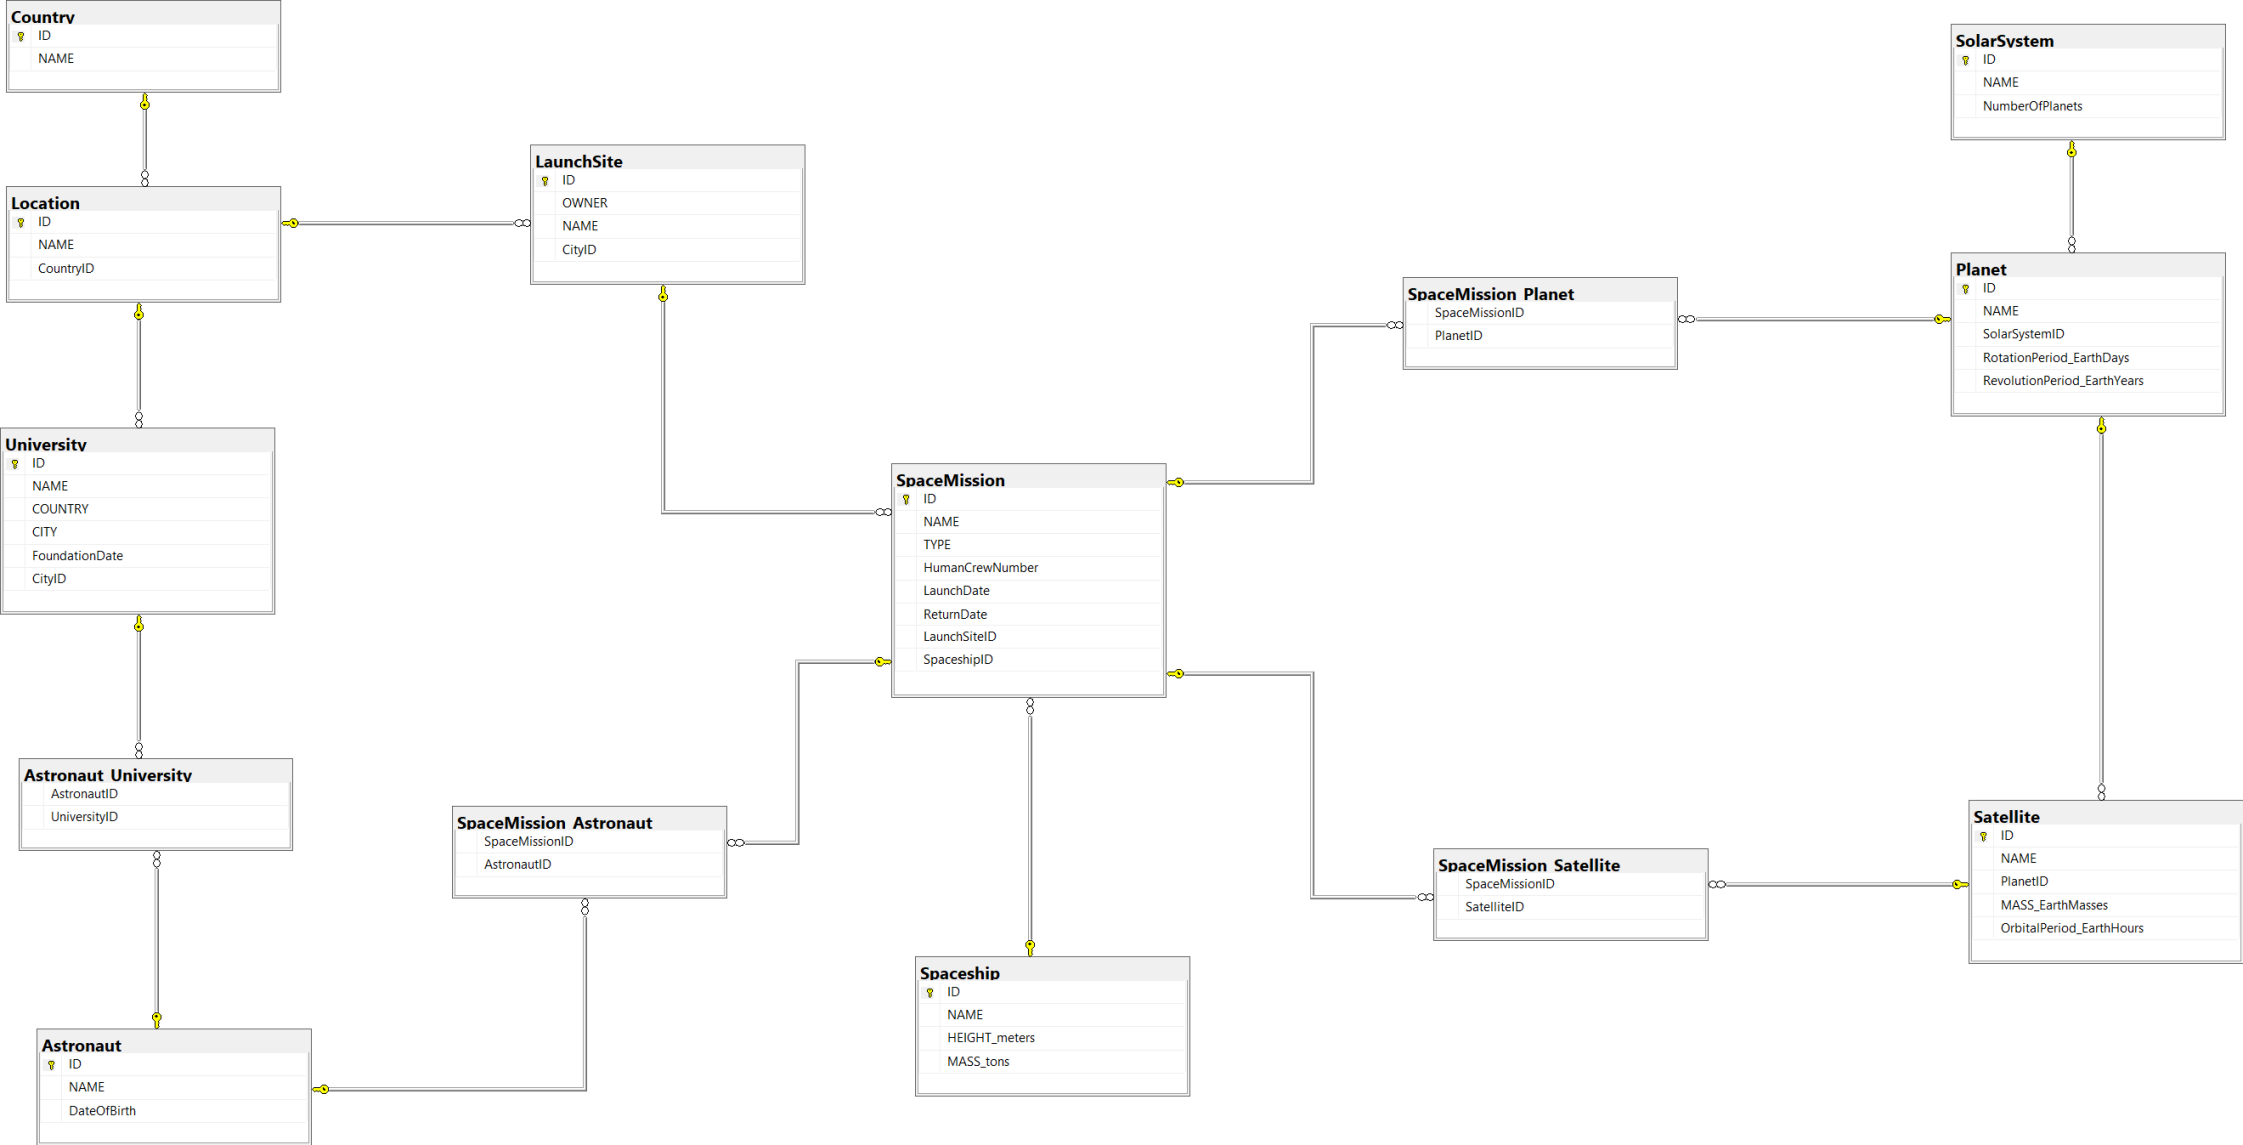 Country
ID
NAME
Location
ID
NAME
CountryID
University
ID
NAME
COUNTRY
CITY
FoundationDate
CityID
Astronaut_University
AstronautID
UniversityID
Astronaut
ID
NAME
DateOfBirth
LaunchSite
ID
OWNER
NAME
CityID
SpaceMission_Astronaut
SpaceMissionID
AstronautID
SpaceMission
ID
NAME
TYPE
HumanCrewNumber
LaunchDate
ReturnDate
LaunchSiteID
SpaceshipID
Spaceship
ID
NAME
HEIGHT_meters
MASS_tons
SpaceMission_Planet
SpaceMissionID
PlanetID
SpaceMission_Satellite
SpaceMissionID
SatelliteID
SolarSystem
ID
NAME
NumberOfPlanets
Planet
ID
NAME
SolarSystemID
RotationPeriod_EarthDays
RevolutionPeriod_EarthYears
Satellite
ID
NAME
PlanetID
MASS_EarthMasses
OrbitalPeriod_EarthHours